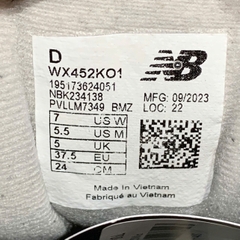 D
WX452KO1
195173624051
NBK234138
PVLLM7349 BMZ
MFG: 09/2023
LOC: 22
7 US W
5.5 US M
5 UK
37.5 EU
24 CM
Made in Vietnam
Fabriqué au Vietnam
NB